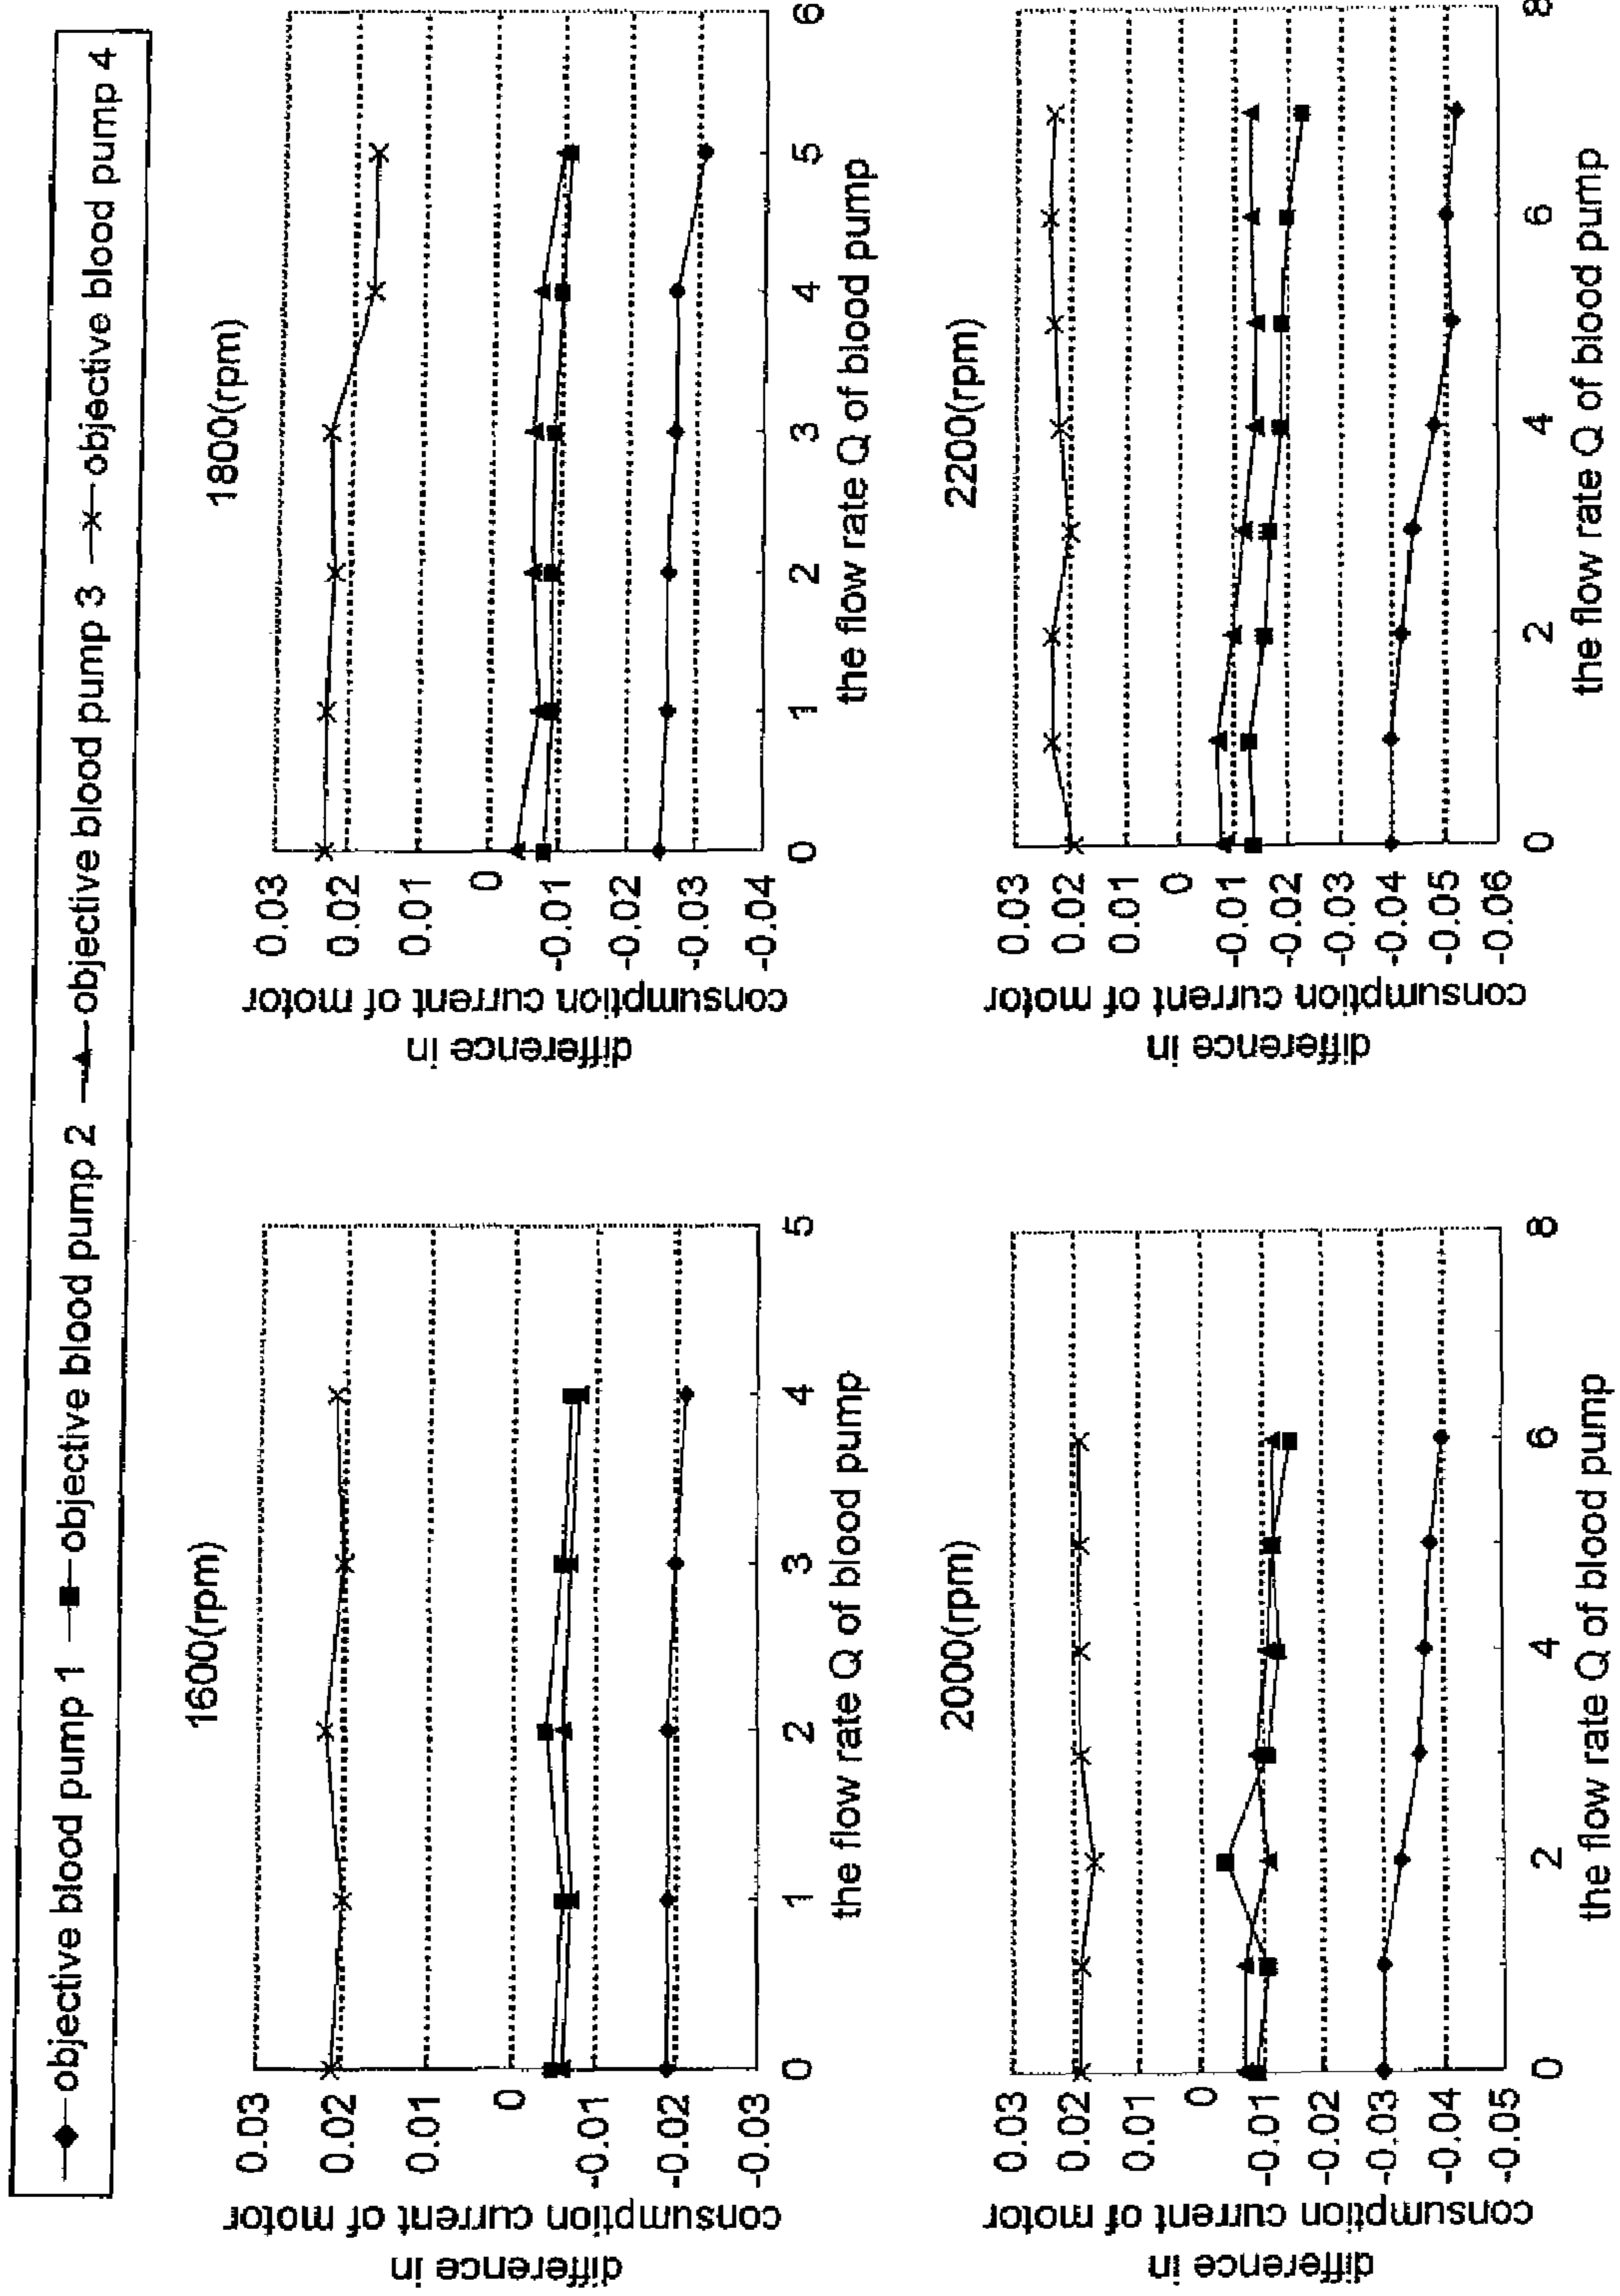 objective blood pump 1 objective blood pump 2 objective blood pump 3 objective blood pump 4
1600(rpm)
difference in
consumption current of motor
0.03
0.02
0.01
0
-0.01
-0.02
-0.03
0 1 2 3 4 5
the flow rate Q of blood pump
1800(rpm)
difference in
consumption current of motor
0.03
0.02
0.01
0
-0.01
-0.02
-0.03
-0.04
0 1 2 3 4 5 6
the flow rate Q of blood pump
2000(rpm)
difference in
consumption current of motor
0.03
0.02
0.01
0
-0.01
-0.02
-0.03
-0.04
-0.05
0 2 4 6 8
the flow rate Q of blood pump
2200(rpm)
difference in
consumption current of motor
0.03
0.02
0.01
0
-0.01
-0.02
-0.03
-0.04
-0.05
-0.06
0 2 4 6 8
the flow rate Q of blood pump